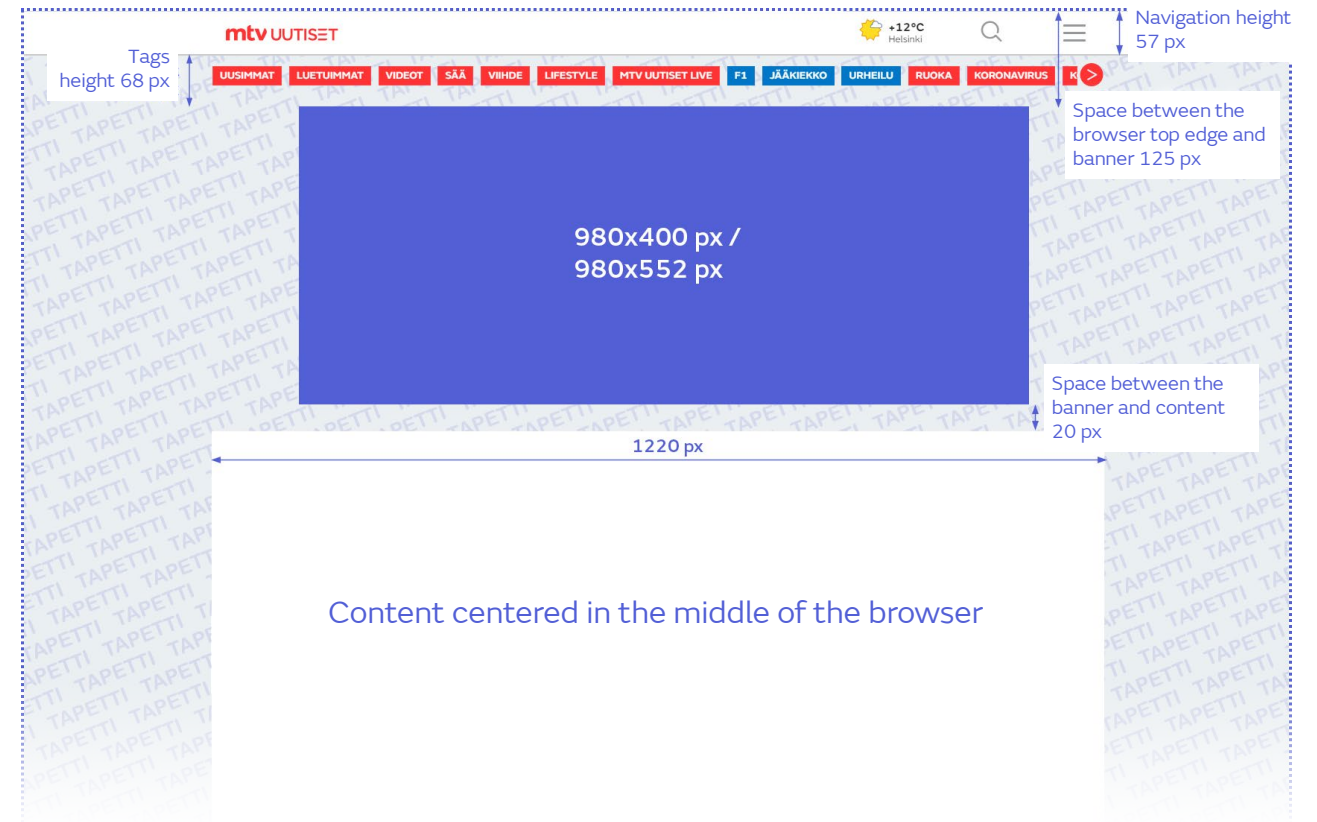 mtv UUTISET
+12°C
Helsinki
Navigation height
57 px
Tags
height 68 px
UUSIMMAT LUETUIMMAT VIDEOT SÄÄ VIIHDE LIFESTYLE MTV UUTISET LIVE F1 JÄÄKIEKKO URHEILU RUOKA KORONAVIRUS K >
Space between the
browser top edge and
banner 125 px
980x400 px /
980x552 px
Space between the
banner and content
20 px
1220 px
Content centered in the middle of the browser
TAPETTI TAPETTI TAPETTI